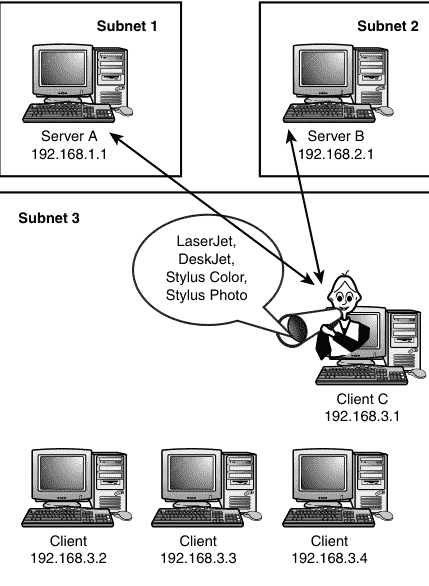 Subnet 1
Server A
192.168.1.1
Subnet 2
Server B
192.168.2.1
Subnet 3
LaserJet,
DeskJet,
Stylus Color,
Stylus Photo
Client C
192.168.3.1
Client
192.168.3.2
Client
192.168.3.3
Client
192.168.3.4